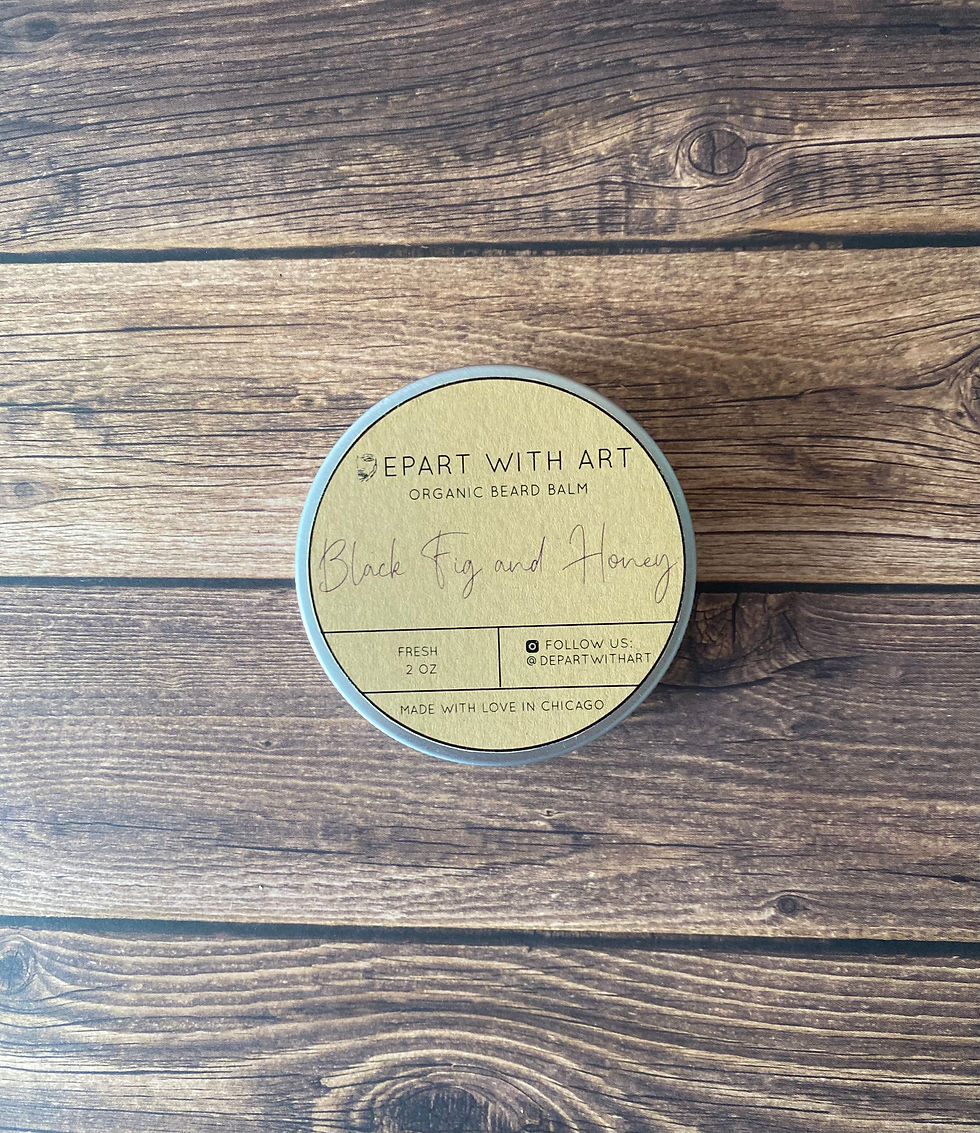 DEPART WITH ART
ORGANIC BEARD BALM
Black Fig and Honey
FRESH
2 OZ
FOLLOW US:
@DEPARTWITHART
MADE WITH LOVE IN CHICAGO